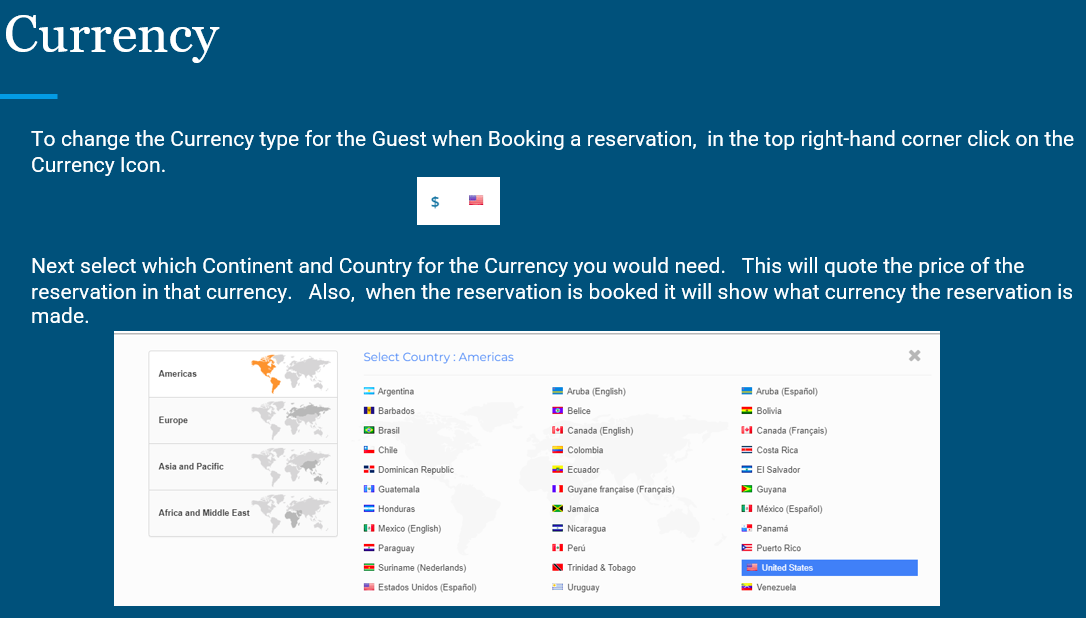 Currency
To change the Currency type for the Guest when Booking a reservation,  in the top right-hand corner click on the
Currency Icon.
$
Next select which Continent and Country for the Currency you would need.   This will quote the price of the
reservation in that currency.   Also,  when the reservation is booked it will show what currency the reservation is
made.
Select Country : Americas
Americas
Europe
Asia and Pacific
Africa and Middle East
Argentina
Aruba (English)
Aruba (Español)
Barbados
Belice
Bolivia
Brasil
Canada (English)
Canada (Français)
Chile
Colombia
Costa Rica
Dominican Republic
Ecuador
El Salvador
Guatemala
Guyane française (Français)
Guyana
Honduras
Jamaica
México (Español)
Mexico (English)
Nicaragua
Panamá
Paraguay
Perú
Puerto Rico
Suriname (Nederlands)
Trinidad & Tobago
United States
Estados Unidos (Español)
Uruguay
Venezuela